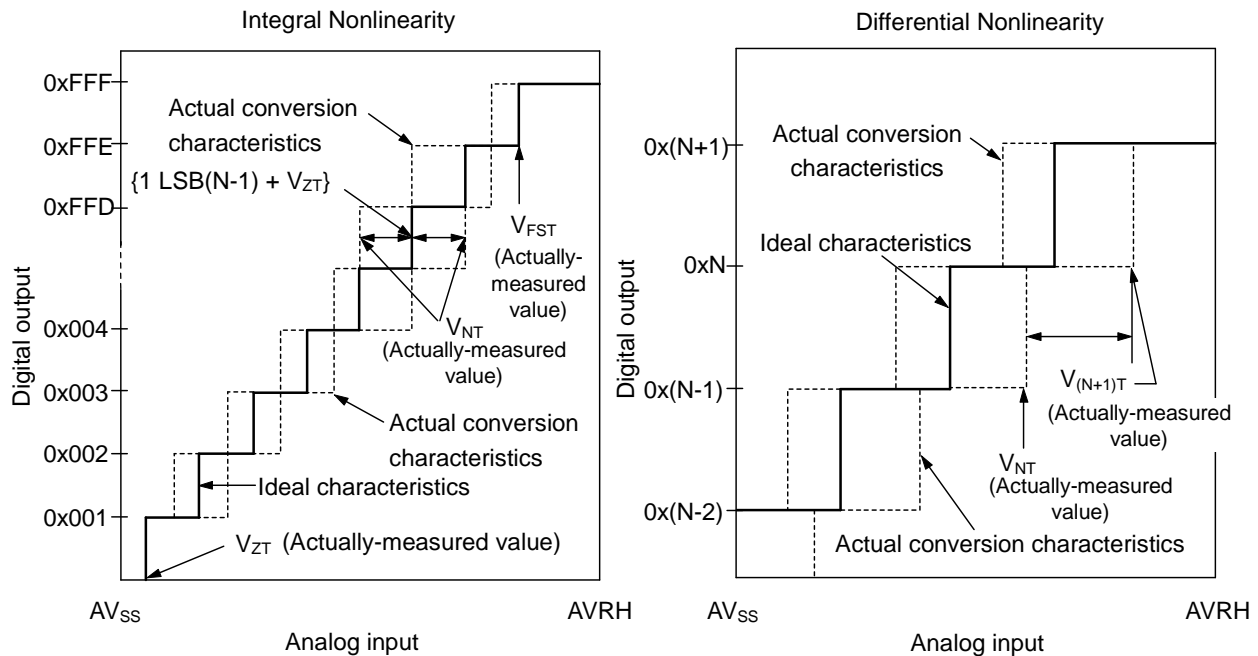 Integral Nonlinearity
0xFFF
0xFFE
0xFFD
0x004
0x003
0x002
0x001
Digital output
Actual conversion
characteristics
{1 LSB(N-1) + VZT}
VFST
(Actually-
measured
value)
VNT
(Actually-measured
value)
Actual conversion
characteristics
Ideal characteristics
VZT (Actually-measured value)
AVSS
AVRH
Analog input
Differential Nonlinearity
0x(N+1)
0xN
0x(N-1)
0x(N-2)
Digital output
Actual conversion
characteristics
Ideal characteristics
V(N+1)T
(Actually-measured
value)
VNT
(Actually-measured
value)
Actual conversion characteristics
AVSS
AVRH
Analog input